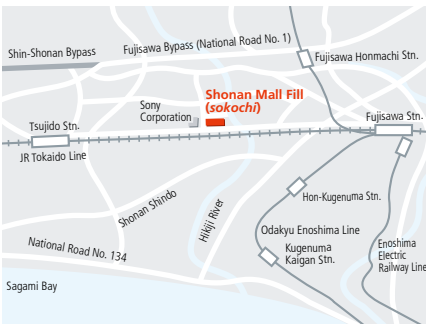 Fujisawa Bypass (National Road No. 1)
Shin-Shonan Bypass
Fujisawa Honmachi Stn.
Shonan Mall Fill
(sokochi)
Sony
Corporation
Fujisawa Stn.
Tsujido Stn.
JR Tokaido Line
Hon-Kugenuma Stn.
Shonan Shindo
Hikiji River
Odakyu Enoshima Line
Kugenuma
Kaigan Stn.
Enoshima
Electric
Railway Line
National Road No. 134
Sagami Bay